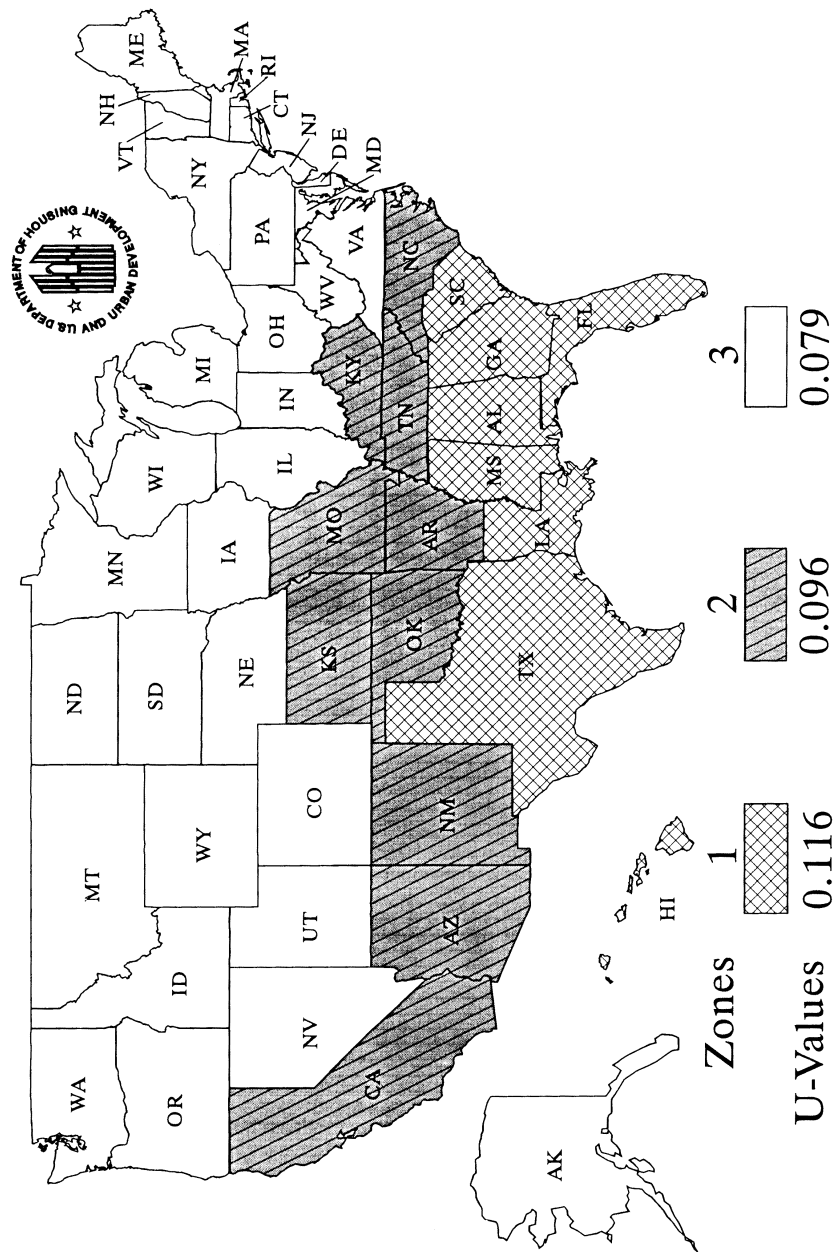 U.S. DEPARTMENT OF HOUSING
AND URBAN DEVELOPMENT
WA
MT
ND
MN
ME
VT
NH
OR
ID
SD
WI
MI
NY
MA
RI
CT
WY
IA
PA
NJ
NV
UT
CO
NE
IL
IN
OH
DE
MD
WV
VA
CA
KS
MO
KY
AZ
NM
OK
AR
TN
NC
SC
TX
LA
MS
AL
GA
FL
AK
HI
Zones 1 2 3
U-Values 0.116 0.096 0.079